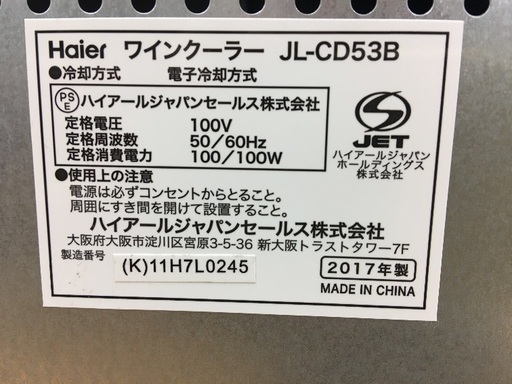 Haier ワインクーラー JL-CD53B
●冷却方式 電子冷却方式
PSE ハイアールジャパンセールス株式会社
定格電圧 100V
定格周波数 50/60Hz
定格消費電力 100/100W
S
JET
ハイアールジャパン
ホールディングス
株式会社
●使用上の注意
電源は必ずコンセントからとること。
周囲にすき間を開けて設置すること。
ハイアールジャパンセールス株式会社
大阪府大阪市淀川区宮原3-5-36 新大阪トラストタワー7F
製造番号 (K)11H7L0245
2017年製
MADE IN CHINA